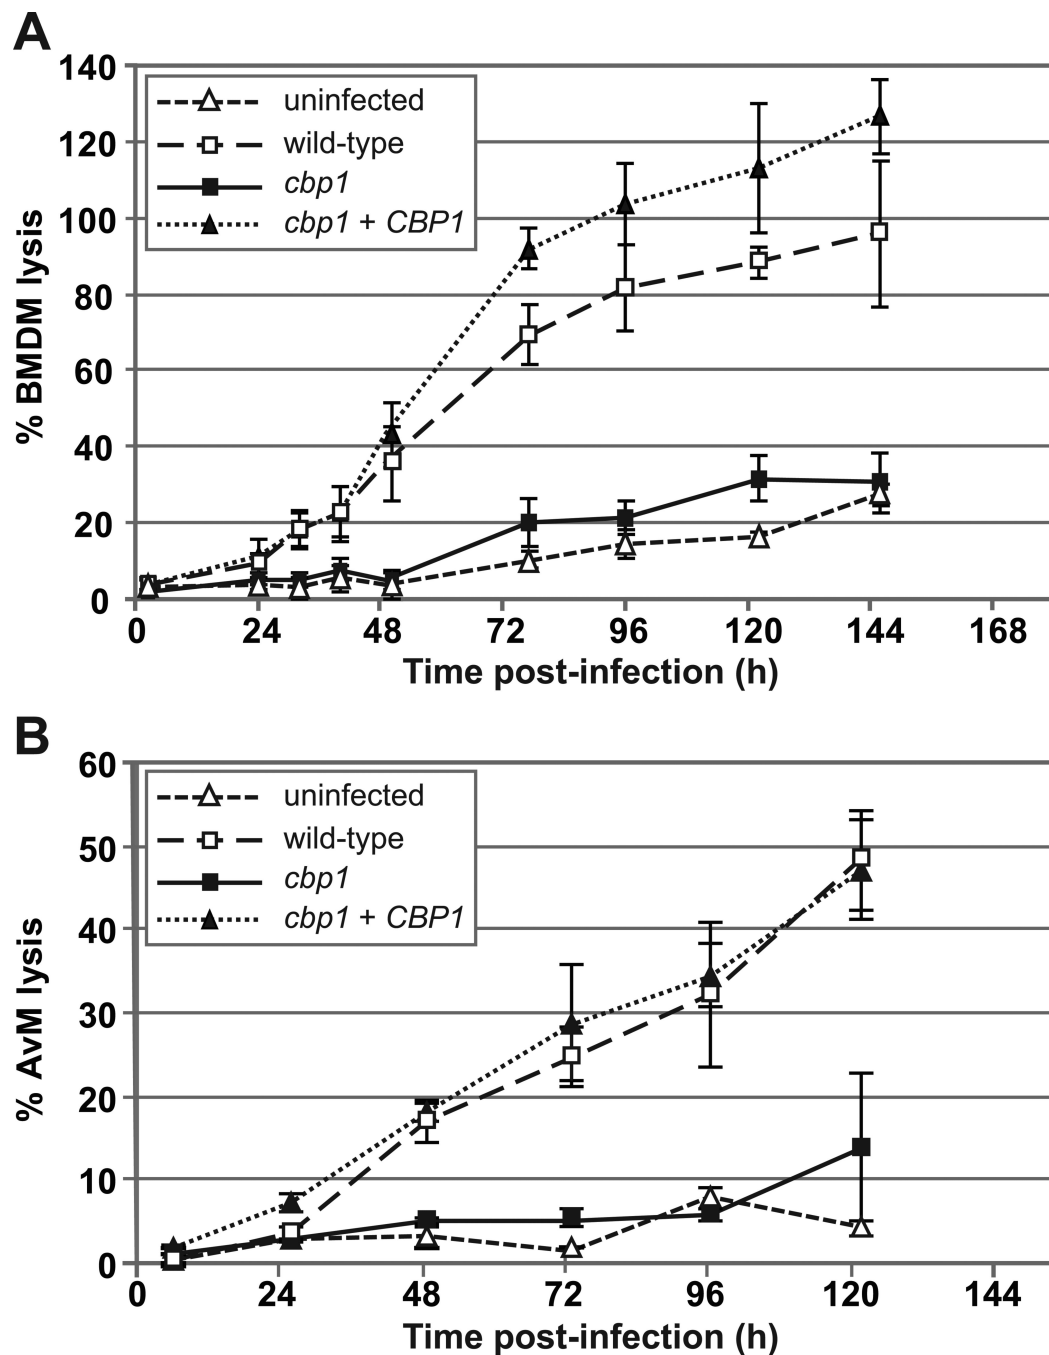 A
140
120
100
80
60
40
20
0
% BMDM lysis
uninfected
wild-type
cbp1
cbp1 + CBP1
0 24 48 72 96 120 144 168
Time post-infection (h)
B
60
50
40
30
20
10
0
% AvM lysis
uninfected
wild-type
cbp1
cbp1 + CBP1
0 24 48 72 96 120 144
Time post-infection (h)